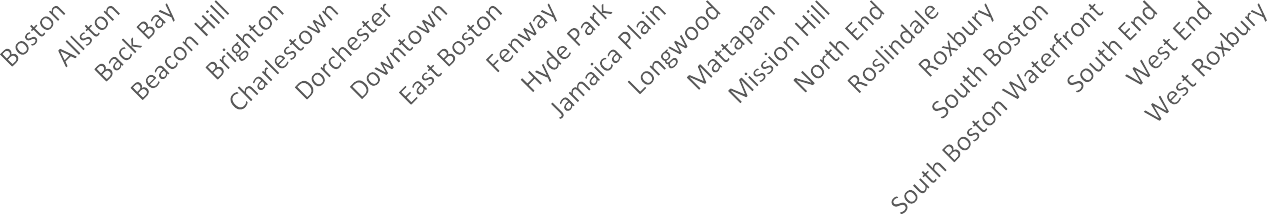 Boston
Allston
Back Bay
Beacon Hill
Brighton
Charlestown
Dorchester
Downtown
East Boston
Fenway
Hyde Park
Jamaica Plain
Longwood
Mattapan
Mission Hill
North End
Roslindale
Roxbury
South Boston
South Boston Waterfront
South End
West End
West Roxbury